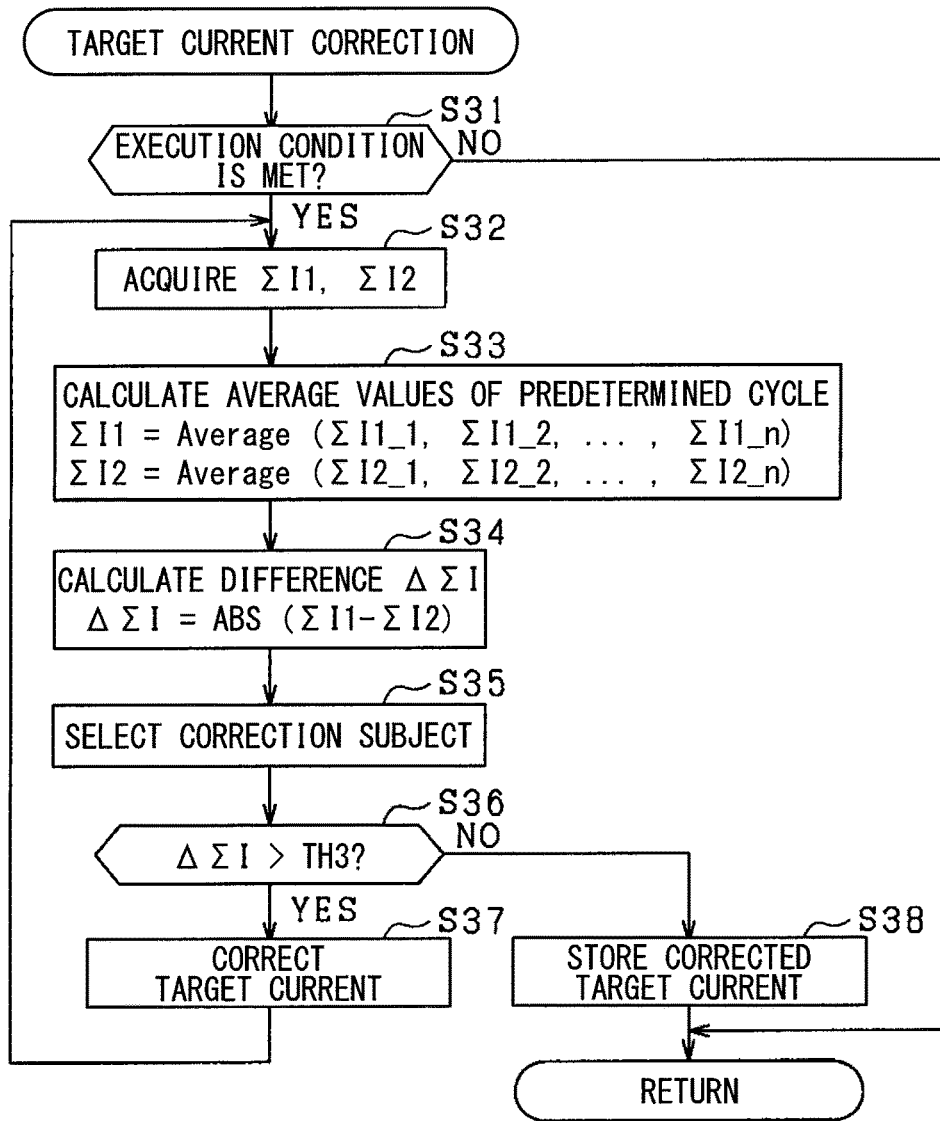 TARGET CURRENT CORRECTION
S31
EXECUTION CONDITION
IS MET?
NO
YES
S32
ACQUIRE ΣI1, ΣI2
S33
CALCULATE AVERAGE VALUES OF PREDETERMINED CYCLE
ΣI1 = Average (ΣI1_1, ΣI1_2, ... , ΣI1_n)
ΣI2 = Average (ΣI2_1, ΣI2_2, ... , ΣI2_n)
S34
CALCULATE DIFFERENCE ΔΣI
ΔΣI = ABS (ΣI1-ΣI2)
S35
SELECT CORRECTION SUBJECT
S36
ΔΣI > TH3?
NO
YES
S37
CORRECT
TARGET CURRENT
S38
STORE CORRECTED
TARGET CURRENT
RETURN